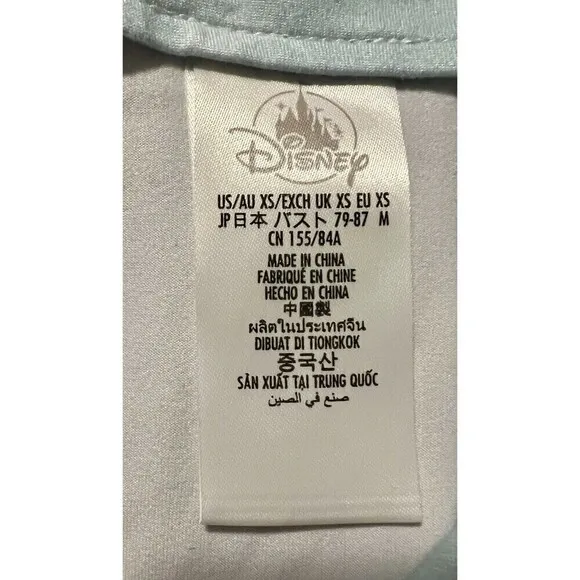 Disney
US/AU XS/EXCH UK XS EU XS
JP日本 バスト 79-87 M
CN 155/84A
MADE IN CHINA
FABRIQUÉ EN CHINE
HECHO EN CHINA
中國製
ผลิตในประเทศจีน
DIBUAT DI TIONGKOK
중국산
SẢN XUẤT TẠI TRUNG QUỐC
صنع في الصين